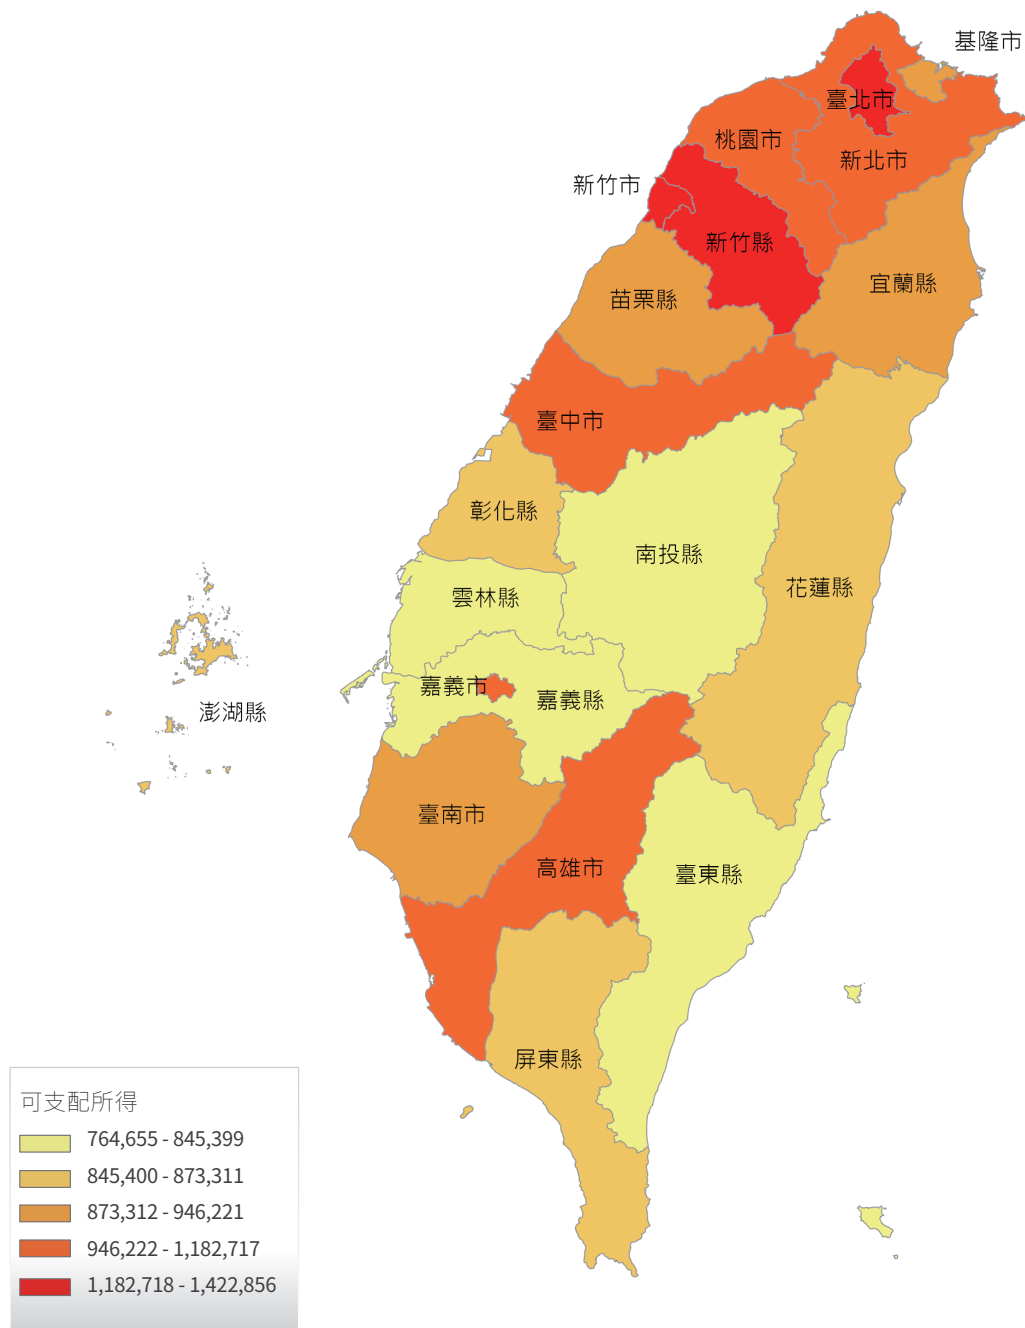 基隆市
臺北市
桃園市
新北市
新竹市
新竹縣
宜蘭縣
苗栗縣
臺中市
彰化縣
南投縣
花蓮縣
雲林縣
嘉義市
嘉義縣
澎湖縣
臺南市
高雄市
臺東縣
屏東縣
可支配所得
764,655 - 845,399
845,400 - 873,311
873,312 - 946,221
946,222 - 1,182,717
1,182,718 - 1,422,856